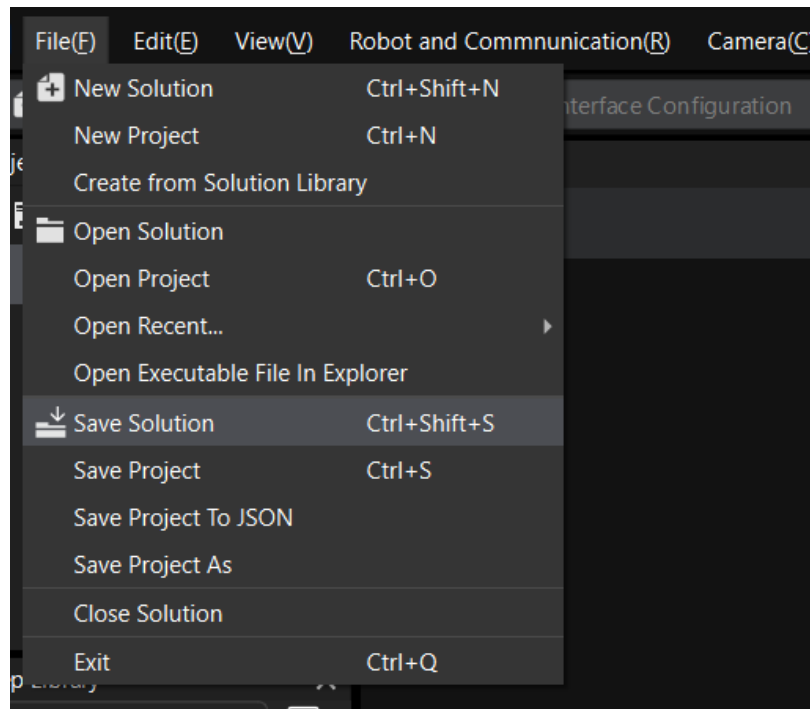 File(F) Edit(E) View(V) Robot and Commnunication(R) Camera(C)
New Solution Ctrl+Shift+N
nterface Configuration
New Project Ctrl+N
Create from Solution Library
Open Solution
Open Project Ctrl+O
Open Recent...
Open Executable File In Explorer
Save Solution Ctrl+Shift+S
Save Project Ctrl+S
Save Project To JSON
Save Project As
Close Solution
Exit Ctrl+Q